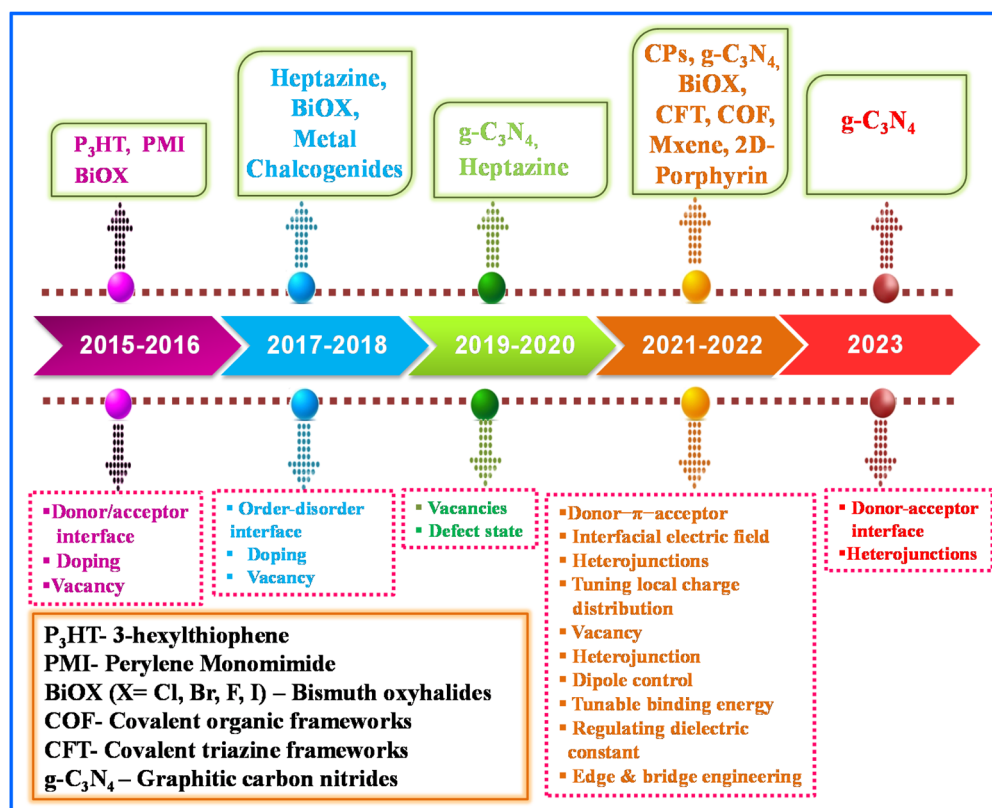 P₃HT, PMI
BiOX
Heptazine,
BiOX,
Metal
Chalcogenides
g-C₃N₄,
Heptazine
CPs, g-C₃N₄,
BiOX,
CFT, COF,
Mxene, 2D-
Porphyrin
g-C₃N₄
2015-2016
2017-2018
2019-2020
2021-2022
2023
▪Donor/acceptor
interface
▪ Doping
▪Vacancy
▪ Order-disorder
interface
▪ Doping
▪ Vacancy
▪ Vacancies
▪ Defect state
▪Donor–π–acceptor
▪ Interfacial electric field
▪ Heterojunctions
▪ Tuning local charge
distribution
▪ Vacancy
▪ Heterojunction
▪ Dipole control
▪ Tunable binding energy
▪ Regulating dielectric
constant
▪ Edge & bridge engineering
▪ Donor-acceptor
interface
▪Heterojunctions
P₃HT- 3-hexylthiophene
PMI- Perylene Monomimide
BiOX (X= Cl, Br, F, I) – Bismuth oxyhalides
COF- Covalent organic frameworks
CFT- Covalent triazine frameworks
g-C₃N₄ – Graphitic carbon nitrides